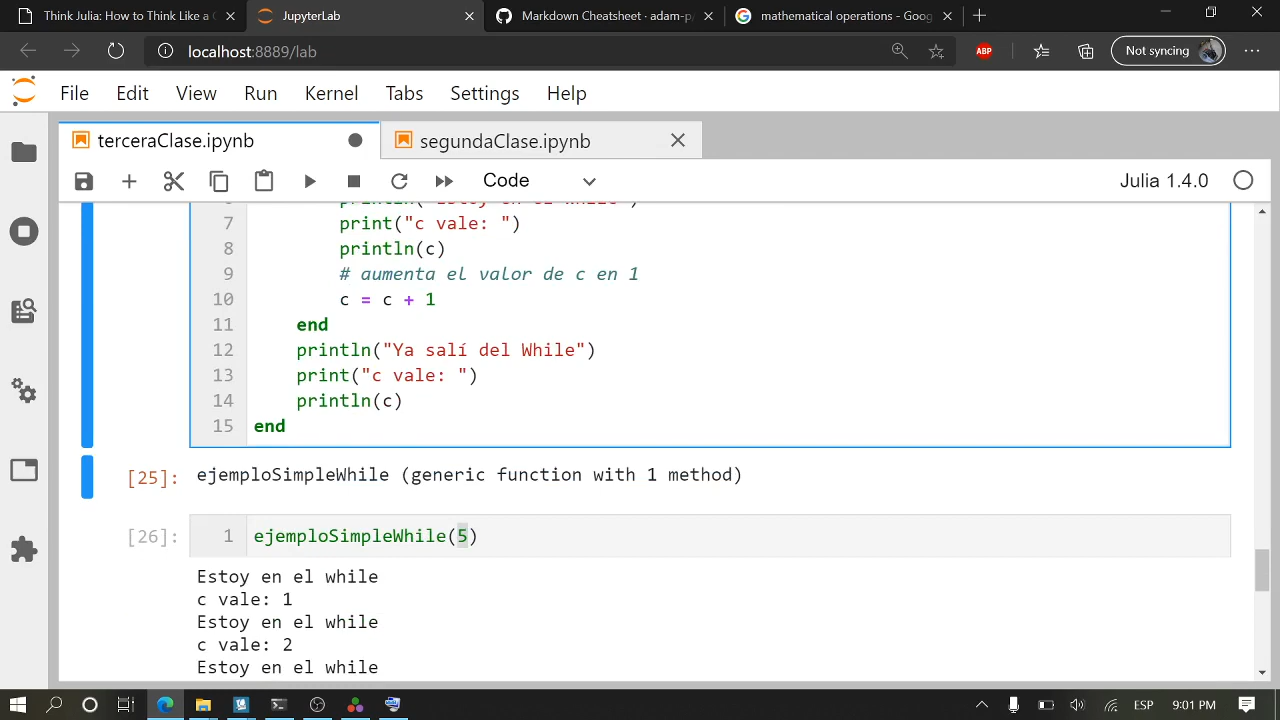 Think Julia: How to Think Like a C
JupyterLab
Markdown Cheatsheet · adam-p/
mathematical operations - Goog
localhost:8889/lab
ABP
Not syncing
File Edit View Run Kernel Tabs Settings Help
terceraClase.ipynb
segundaClase.ipynb
Code
Julia 1.4.0
7 print("c vale: ")
8 println(c)
9 # aumenta el valor de c en 1
10 c = c + 1
11 end
12 println("Ya salí del While")
13 print("c vale: ")
14 println(c)
15 end
[25]: ejemploSimpleWhile (generic function with 1 method)
[26]: 1 ejemploSimpleWhile(5)
Estoy en el while
c vale: 1
Estoy en el while
c vale: 2
Estoy en el while
ESP 9:01 PM